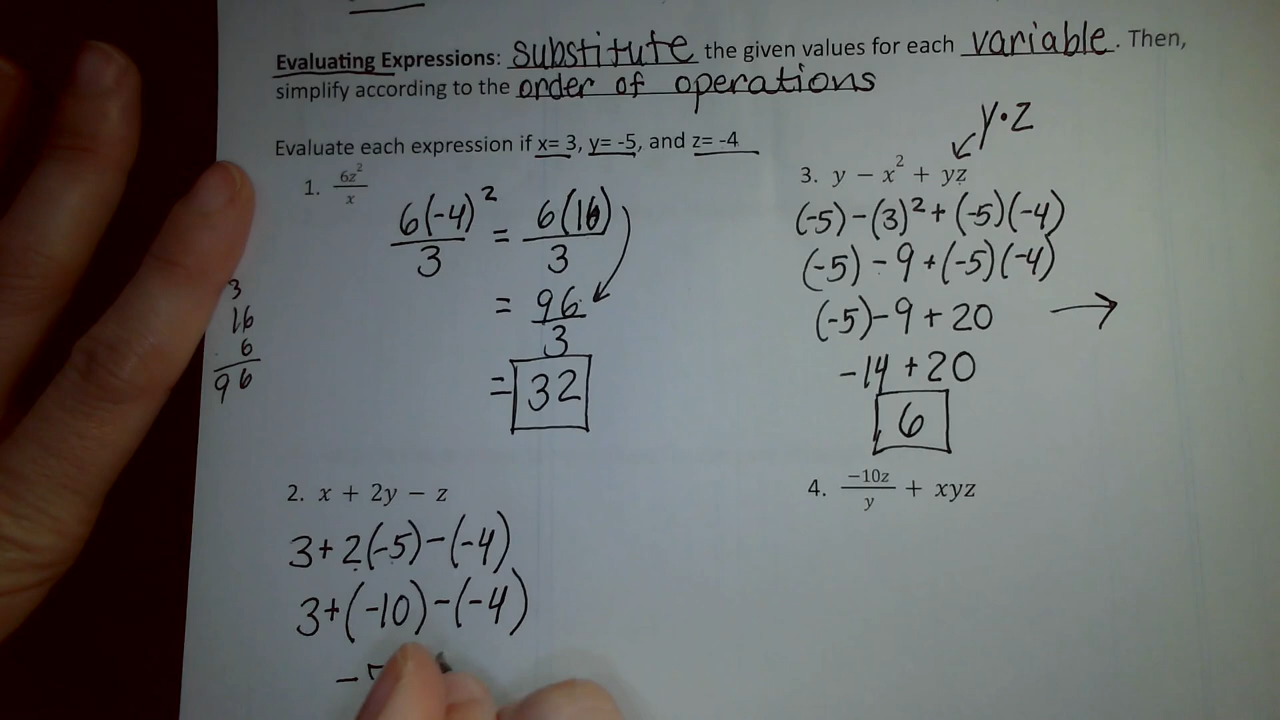 Evaluating Expressions: substitute the given values for each variable. Then,
simplify according to the order of operations
Evaluate each expression if x= 3, y= -5, and z= -4
1. 6z²/x
6(-4)²/3 = 6(16)/3
= 96/3
= 32
3
16
6
96
2. x + 2y − z
3+2(-5)-(-4)
3+(-10)-(-4)
y·z
3. y − x² + yz
(-5)-(3)²+(-5)(-4)
(-5)-9+(-5)(-4)
(-5)-9+20
-14+20
6
4. −10z/y + xyz